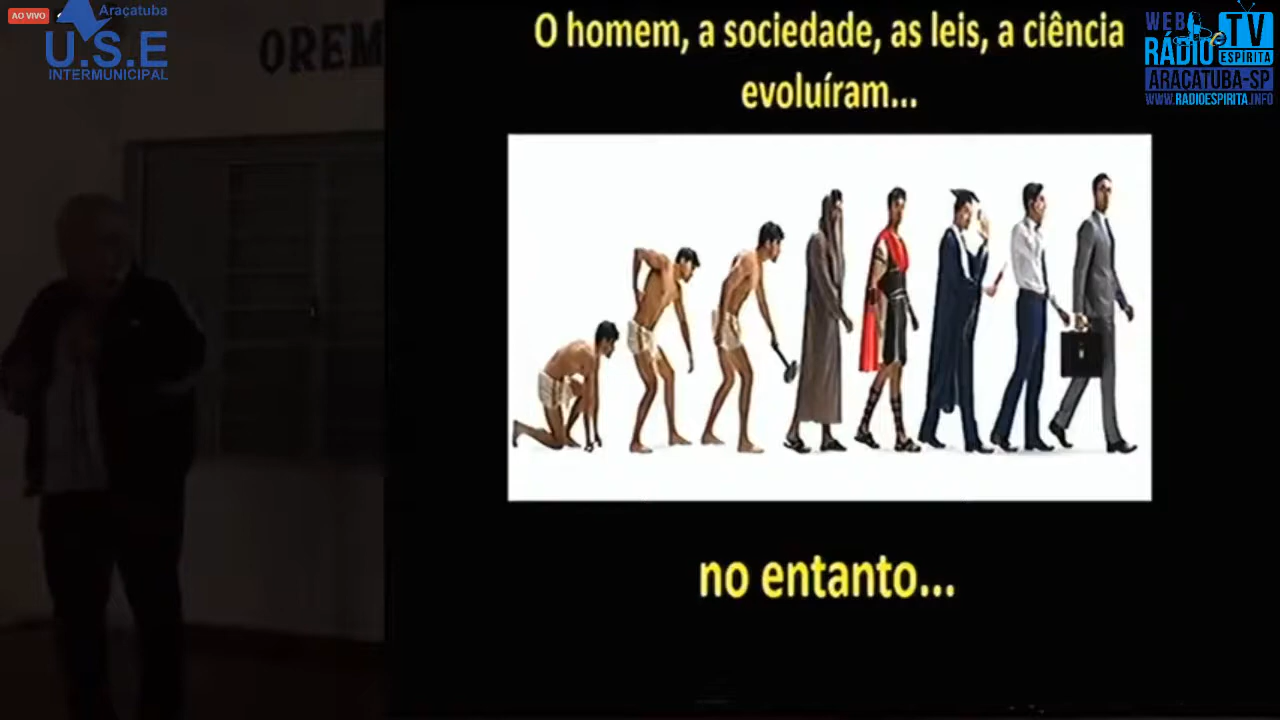 AO VIVO
Araçatuba
U.S.E
INTERMUNICIPAL
OREM
O homem, a sociedade, as leis, a ciência
evoluíram...
no entanto...
WEB
RÁDIO e TV
ESPÍRITA
ARAÇATUBA-SP
WWW.RADIOESPIRITA.INFO